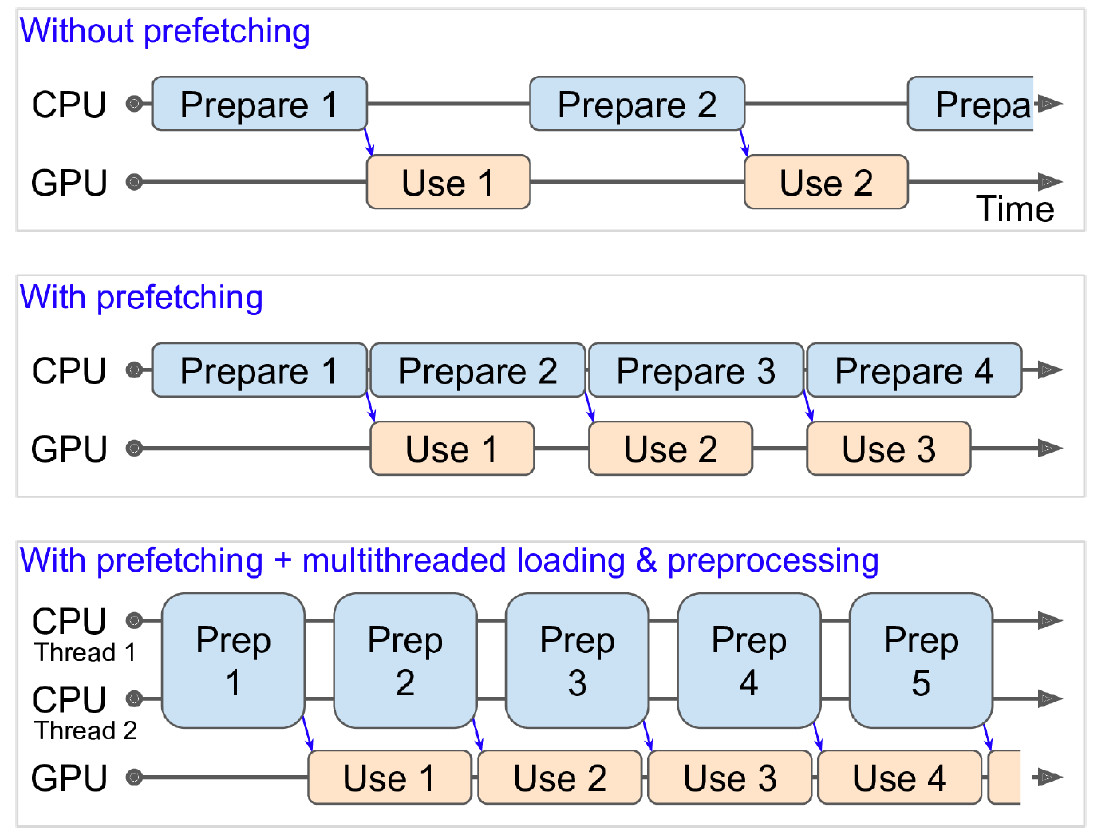 Without prefetching
CPU Prepare 1 Prepare 2 Prepa
GPU Use 1 Use 2
Time
With prefetching
CPU Prepare 1 Prepare 2 Prepare 3 Prepare 4
GPU Use 1 Use 2 Use 3
With prefetching + multithreaded loading & preprocessing
CPU
Thread 1
Prep
1
Prep
2
Prep
3
Prep
4
Prep
5
CPU
Thread 2
GPU Use 1 Use 2 Use 3 Use 4